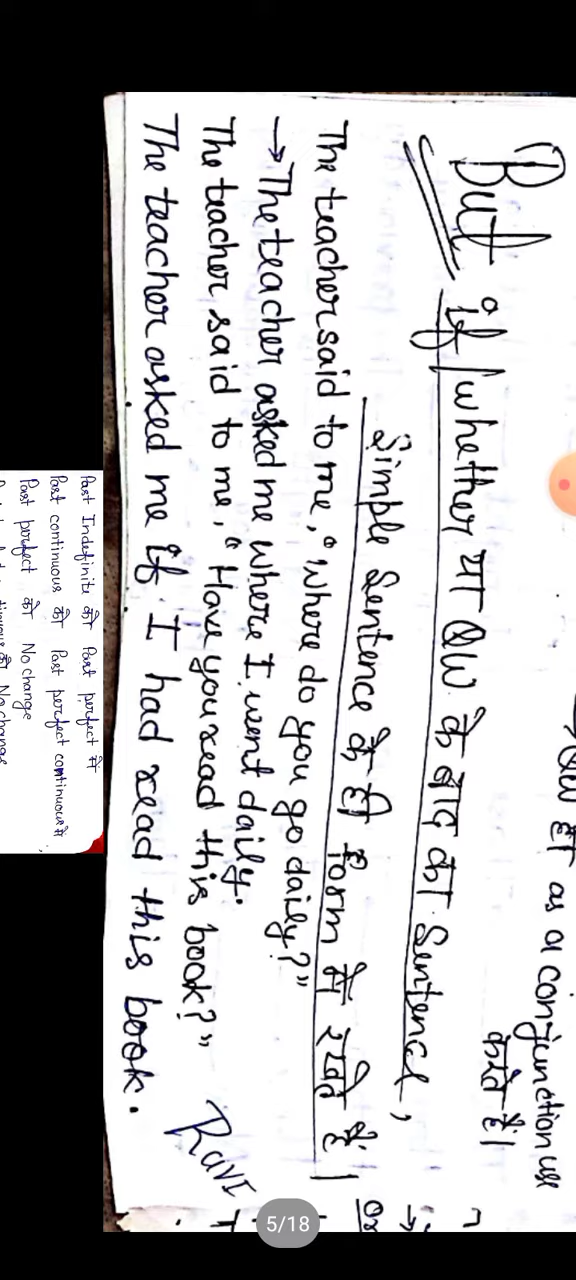 → QW ही as a conjunction use
करते हैं।
But if/whether या QW के बाद का Sentence,
Simple Sentence के ही form में रखते हैं।
The teacher said to me, "Where do you go daily?"
→ The teacher asked me where I went daily.
The teacher, said to me, "Have you read this book?"
The teacher asked me if I had read this book.
RAVI
5/18
Past Indefinite को Past perfect में
Past continuous को Past perfect continuous में,
Past perfect को No change
No change